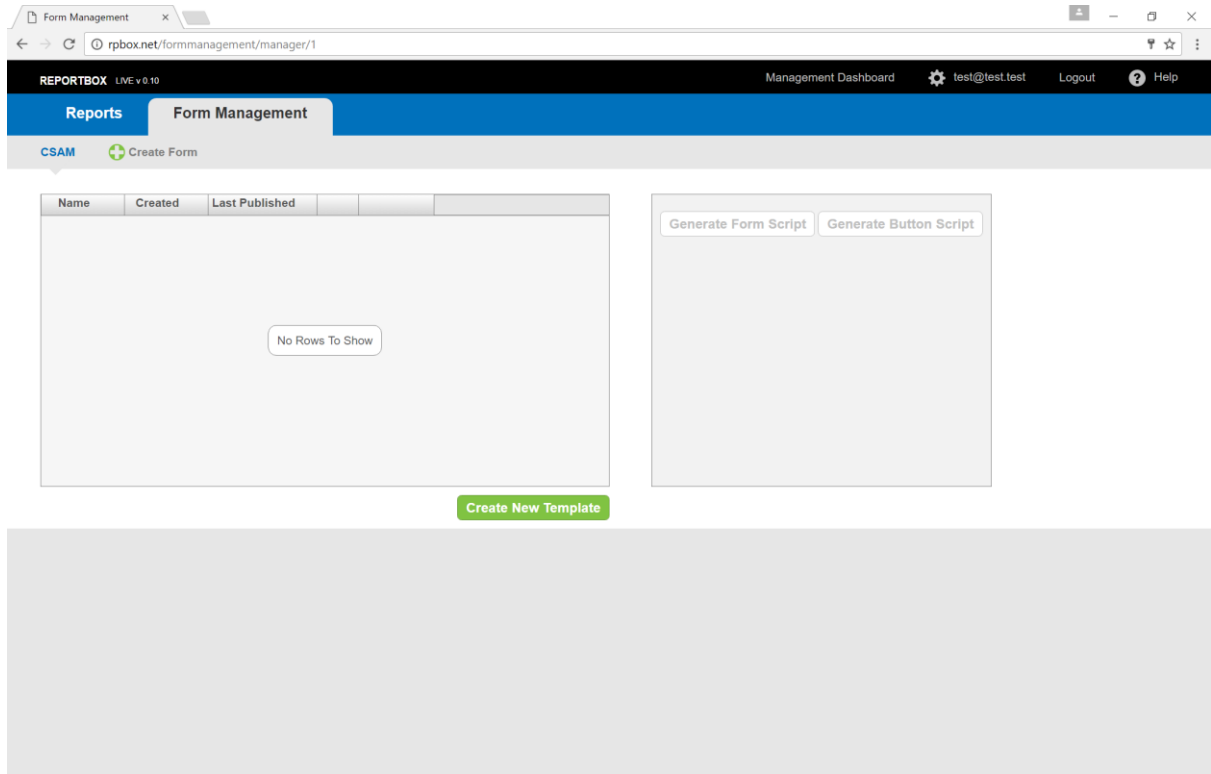 Form Management
rpbox.net/formmanagement/manager/1
REPORTBOX LIVE v 0.10
Management Dashboard
test@test.test
Logout
? Help
Reports
Form Management
CSAM
Create Form
Name Created Last Published
No Rows To Show
Create New Template
Generate Form Script
Generate Button Script